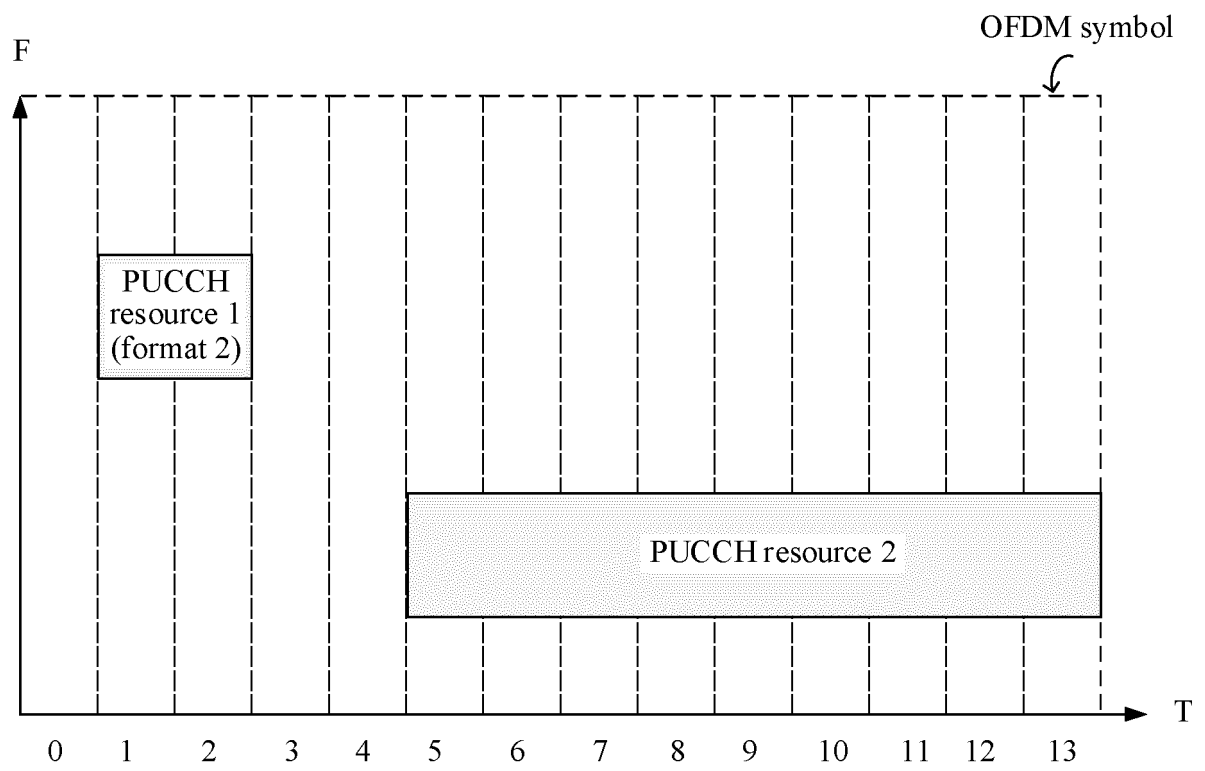 OFDM symbol
F
PUCCH
resource 1
(format 2)
PUCCH resource 2
T
0 1 2 3 4 5 6 7 8 9 10 11 12 13